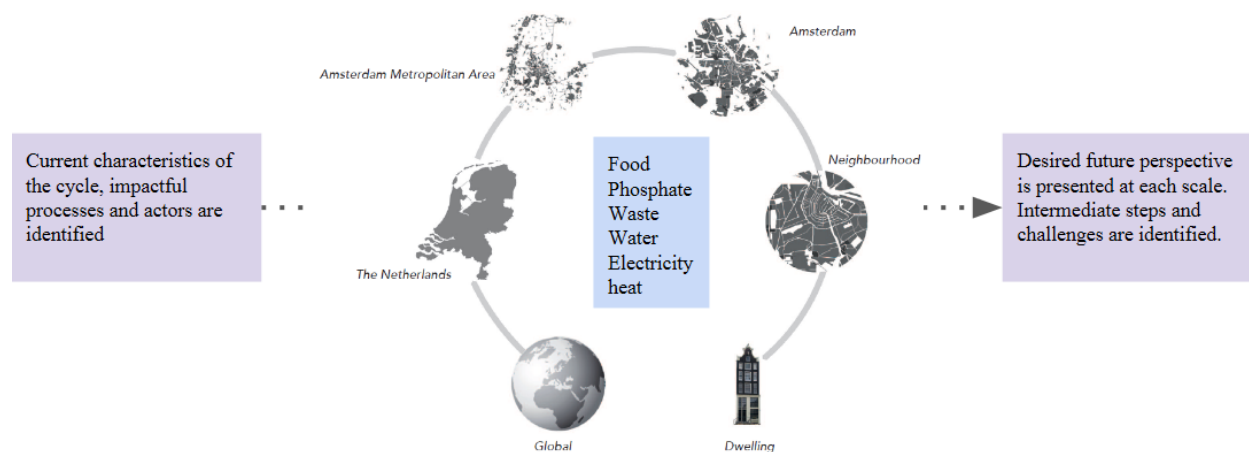 Amsterdam
Amsterdam Metropolitan Area
Current characteristics of
the cycle, impactful
processes and actors are
identified
Food
Phosphate
Waste
Water
Electricity
heat
Neighbourhood
Desired future perspective
is presented at each scale.
Intermediate steps and
challenges are identified.
The Netherlands
Global
Dwelling